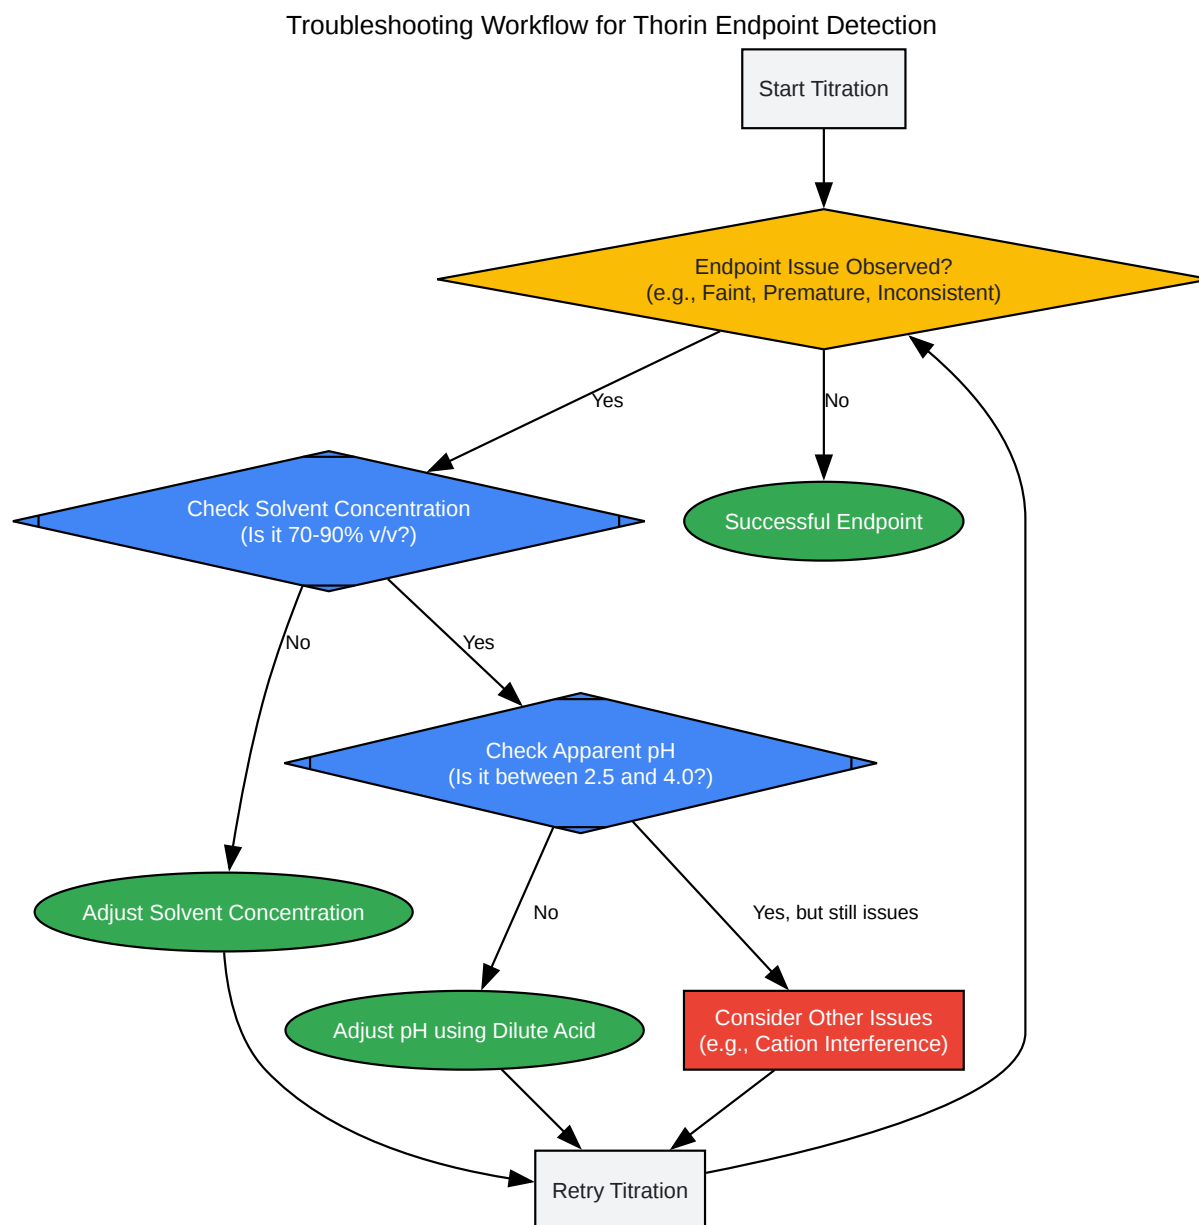 Troubleshooting Workflow for Thorin Endpoint Detection
Start Titration
Endpoint Issue Observed?
(e.g., Faint, Premature, Inconsistent)
Yes
No
Check Solvent Concentration
(Is it 70-90% v/v?)
Successful Endpoint
No
Yes
Check Apparent pH
(Is it between 2.5 and 4.0?)
Adjust Solvent Concentration
No
Yes, but still issues
Adjust pH using Dilute Acid
Consider Other Issues
(e.g., Cation Interference)
Retry Titration